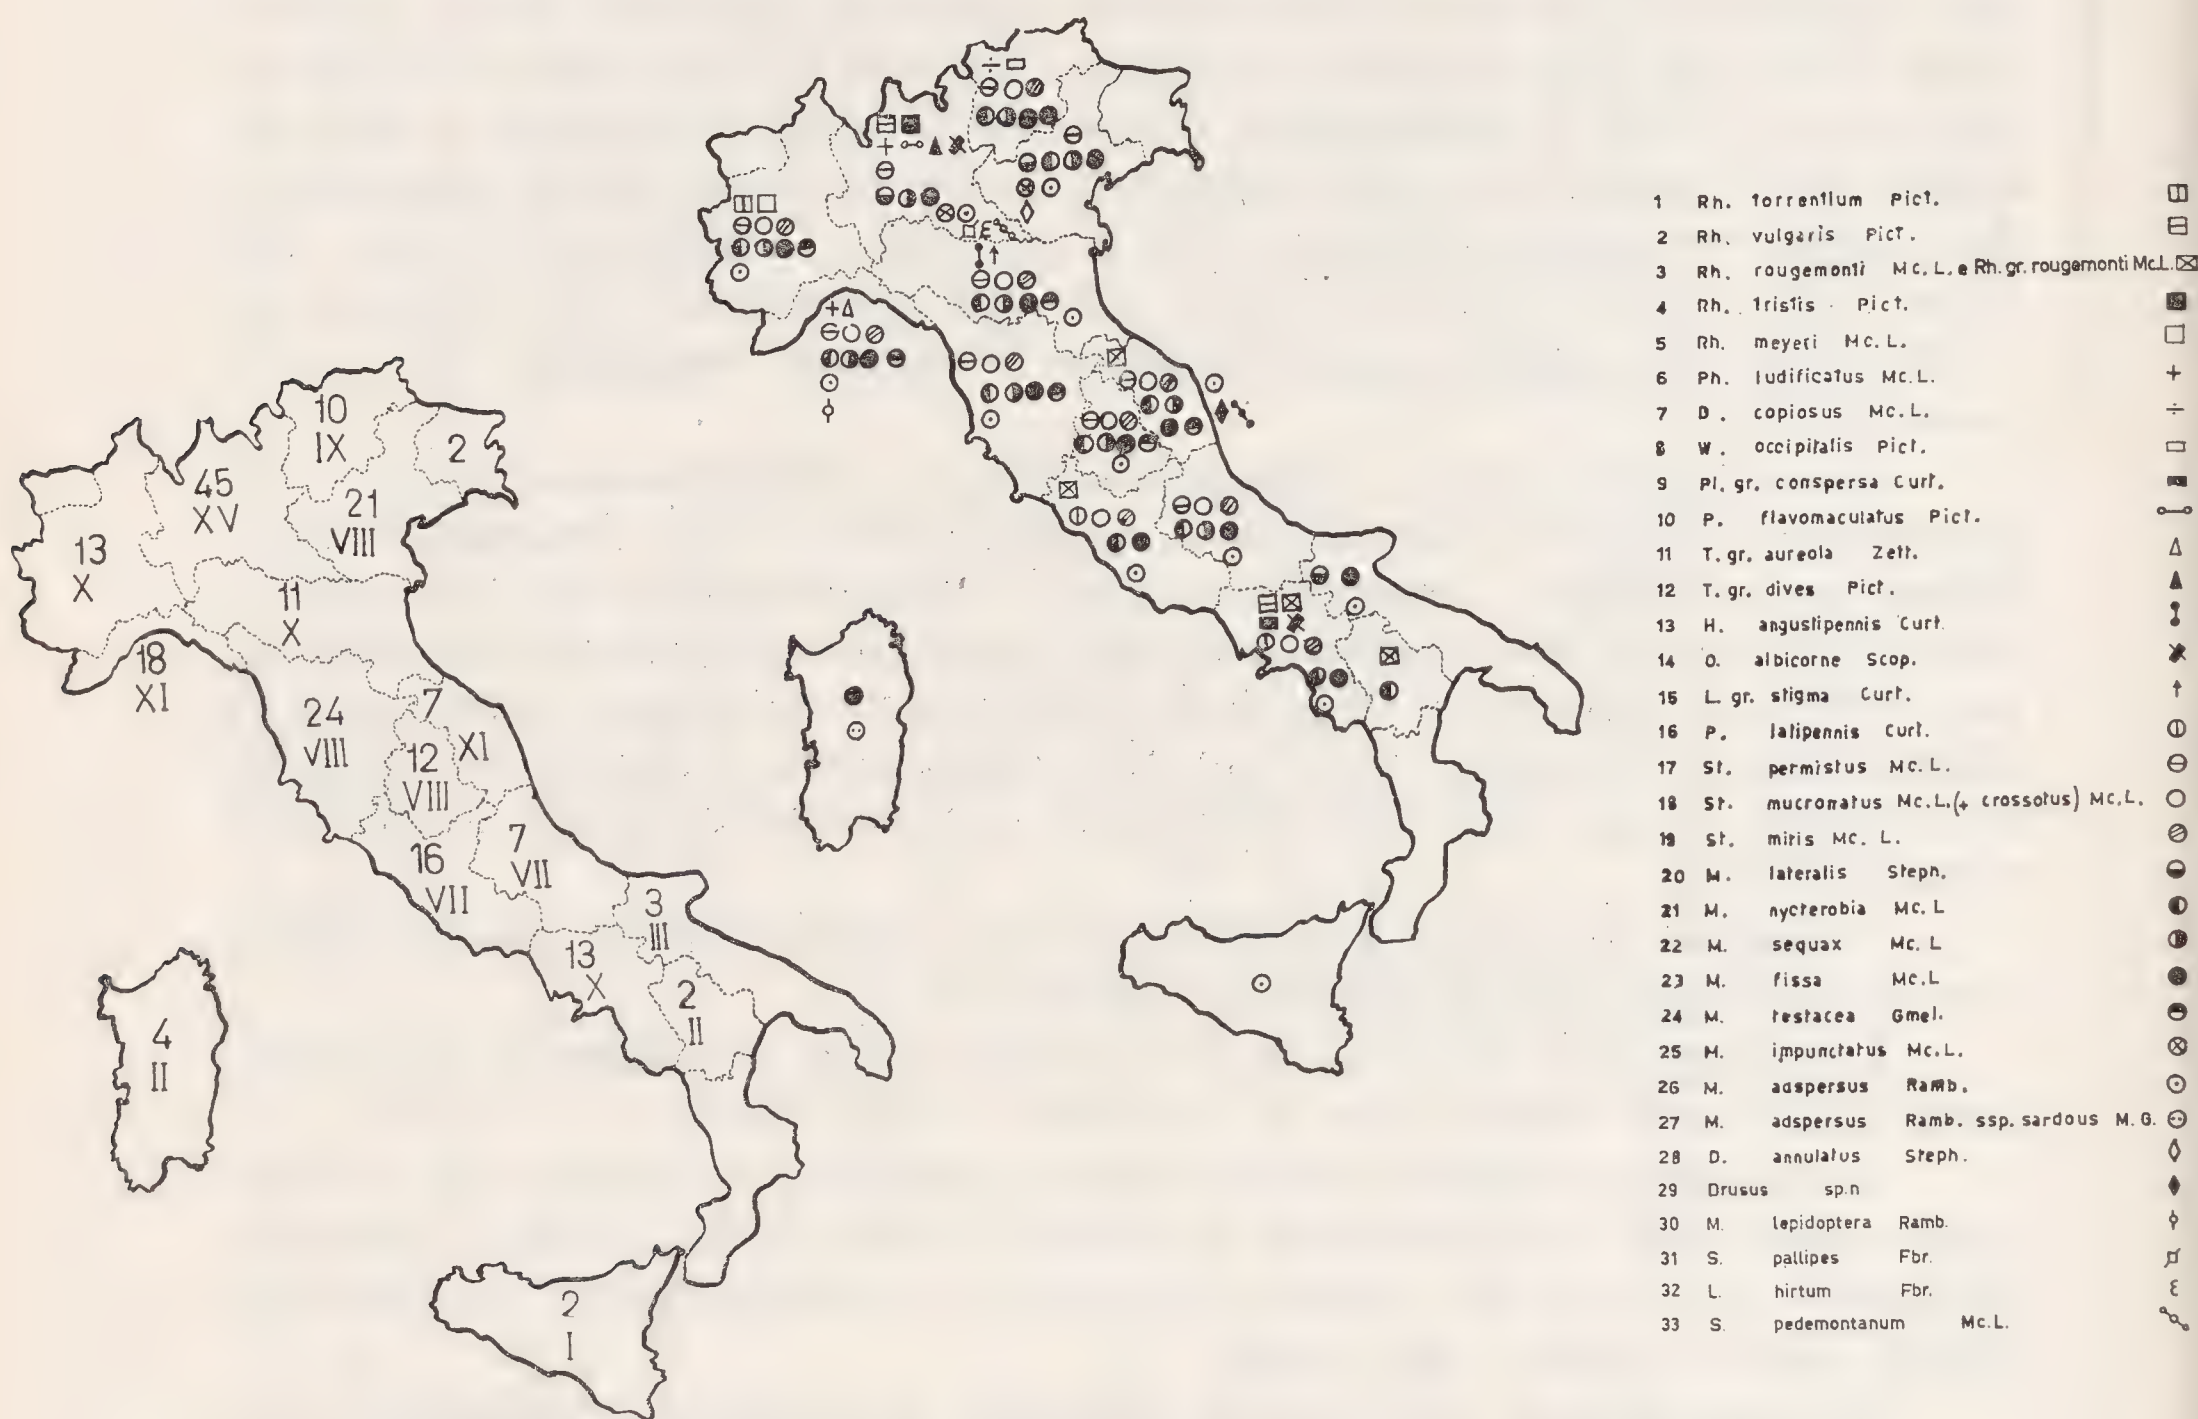 10
IX
2
45
XV
21
VIII
13
X
11
X
18
XI
24
VIII
7
XI
12
VIII
7
VII
16
VII
3
III
13
X
2
II
4
II
2
I
1 Rh. torrentium Pict.
2 Rh. vulgaris Pict.
3 Rh. rougemonti Mc.L. e Rh. gr. rougemonti Mc.L.
4 Rh. tristis Pict.
5 Rh. meyeri Mc.L.
6 Ph. ludificatus Mc.L.
7 D. copiosus Mc.L.
8 W. occipitalis Pict.
9 Pl. gr. conspersa Curt.
10 P. flavomaculatus Pict.
11 T. gr. aureola Zett.
12 T. gr. dives Pict.
13 H. angustipennis Curt.
14 O. albicorne Scop.
15 L. gr. stigma Curt.
16 P. latipennis Curt.
17 St. permistus Mc.L.
18 St. mucronatus Mc.L. (+ crossotus) Mc.L.
19 St. mitis Mc. L.
20 M. lateralis Steph.
21 M. nycterobia Mc. L
22 M. sequax Mc. L
23 M. fissa Mc.L
24 M. testacea Gmel.
25 M. impunctatus Mc.L.
26 M. adspersus Ramb.
27 M. adspersus Ramb. ssp. sardous M.G.
28 D. annulatus Steph.
29 Drusus sp.n
30 M. lepidoptera Ramb.
31 S. pallipes Fbr.
32 L. hirtum Fbr.
33 S. pedemontanum Mc.L.